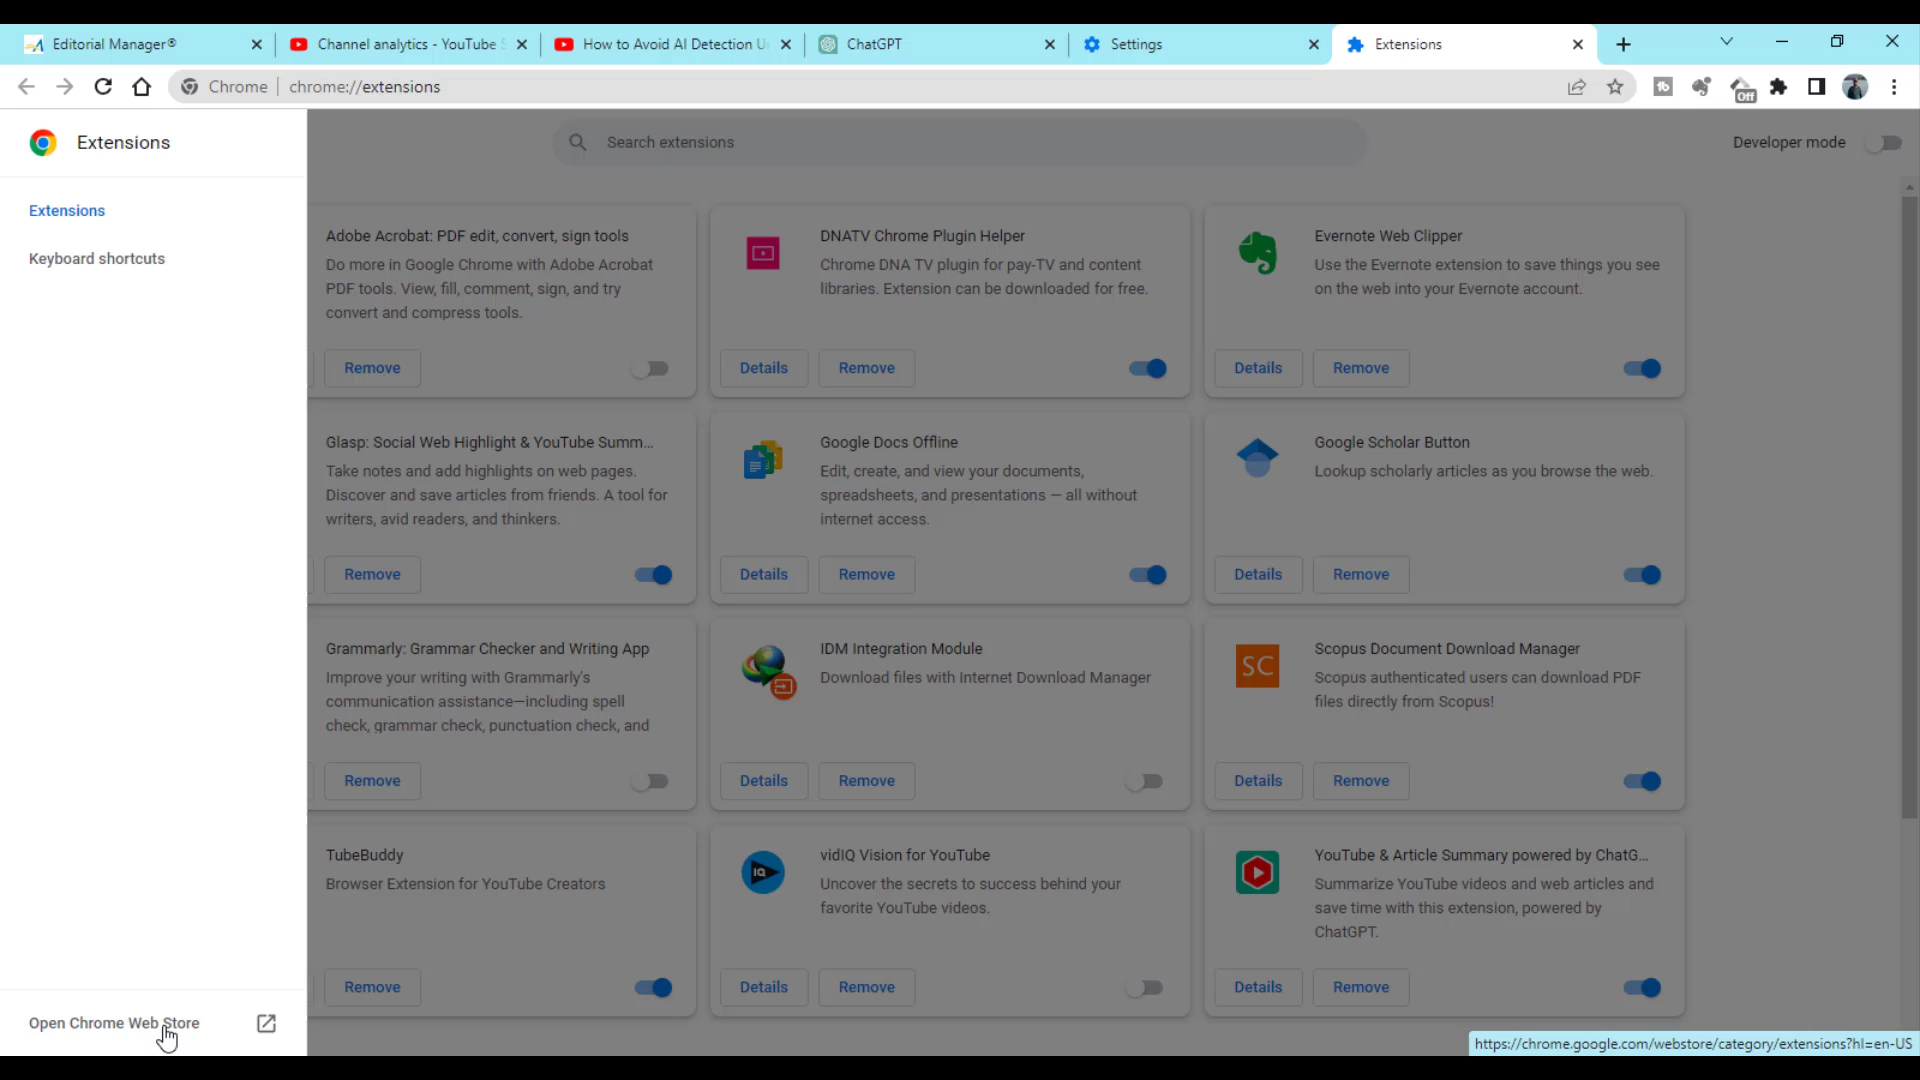 Editorial Manager®
Channel analytics - YouTube S
How to Avoid AI Detection U
ChatGPT
Settings
Extensions
Chrome
chrome://extensions
Off
Extensions
Search extensions
Developer mode
Extensions
Keyboard shortcuts
Adobe Acrobat: PDF edit, convert, sign tools
Do more in Google Chrome with Adobe Acrobat
PDF tools. View, fill, comment, sign, and try
convert and compress tools.
Remove
DNATV Chrome Plugin Helper
Chrome DNA TV plugin for pay-TV and content
libraries. Extension can be downloaded for free.
Details
Remove
Evernote Web Clipper
Use the Evernote extension to save things you see
on the web into your Evernote account.
Details
Remove
Glasp: Social Web Highlight & YouTube Summ...
Take notes and add highlights on web pages.
Discover and save articles from friends. A tool for
writers, avid readers, and thinkers.
Remove
Google Docs Offline
Edit, create, and view your documents,
spreadsheets, and presentations — all without
internet access.
Details
Remove
Google Scholar Button
Lookup scholarly articles as you browse the web.
Details
Remove
Grammarly: Grammar Checker and Writing App
Improve your writing with Grammarly's
communication assistance—including spell
check, grammar check, punctuation check, and
Remove
IDM Integration Module
Download files with Internet Download Manager
Details
Remove
SC
Scopus Document Download Manager
Scopus authenticated users can download PDF
files directly from Scopus!
Details
Remove
TubeBuddy
Browser Extension for YouTube Creators
Remove
IQ
vidIQ Vision for YouTube
Uncover the secrets to success behind your
favorite YouTube videos.
Details
Remove
YouTube & Article Summary powered by ChatG...
Summarize YouTube videos and web articles and
save time with this extension, powered by
ChatGPT.
Details
Remove
Open Chrome Web Store
https://chrome.google.com/webstore/category/extensions?hl=en-US